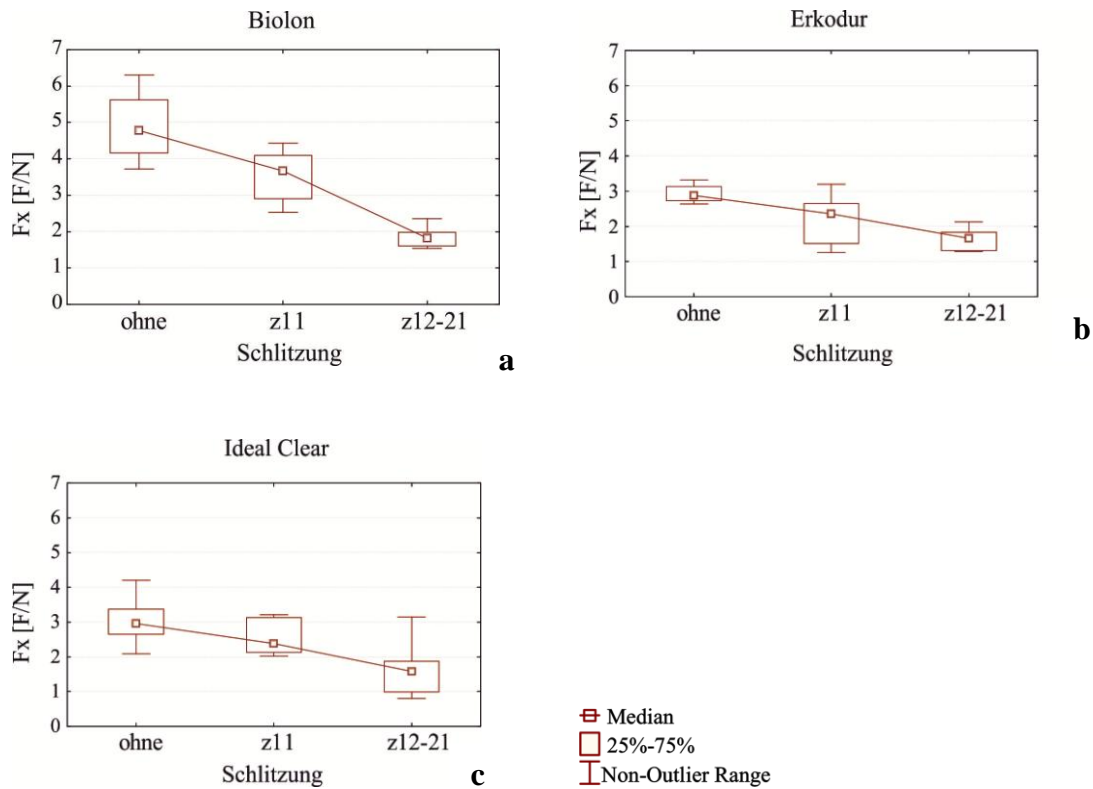 Biolon
7
6
5
4
3
2
1
0
Fx [F/N]
ohne z11 z12-21
Schlitzung
a
Erkodur
7
6
5
4
3
2
1
0
Fx [F/N]
ohne z11 z12-21
Schlitzung
b
Ideal Clear
7
6
5
4
3
2
1
0
Fx [F/N]
ohne z11 z12-21
Schlitzung
c
Median
25%-75%
Non-Outlier Range